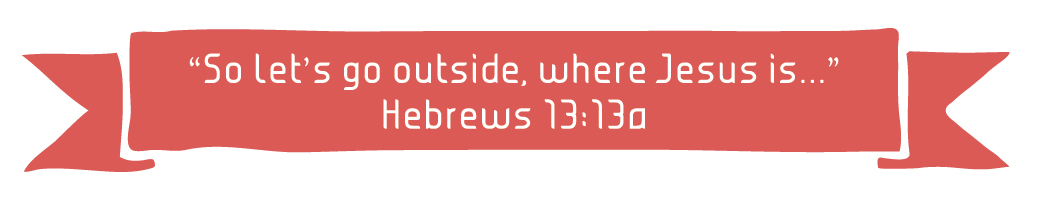 “So let’s go outside, where Jesus is...”
Hebrews 13:13a